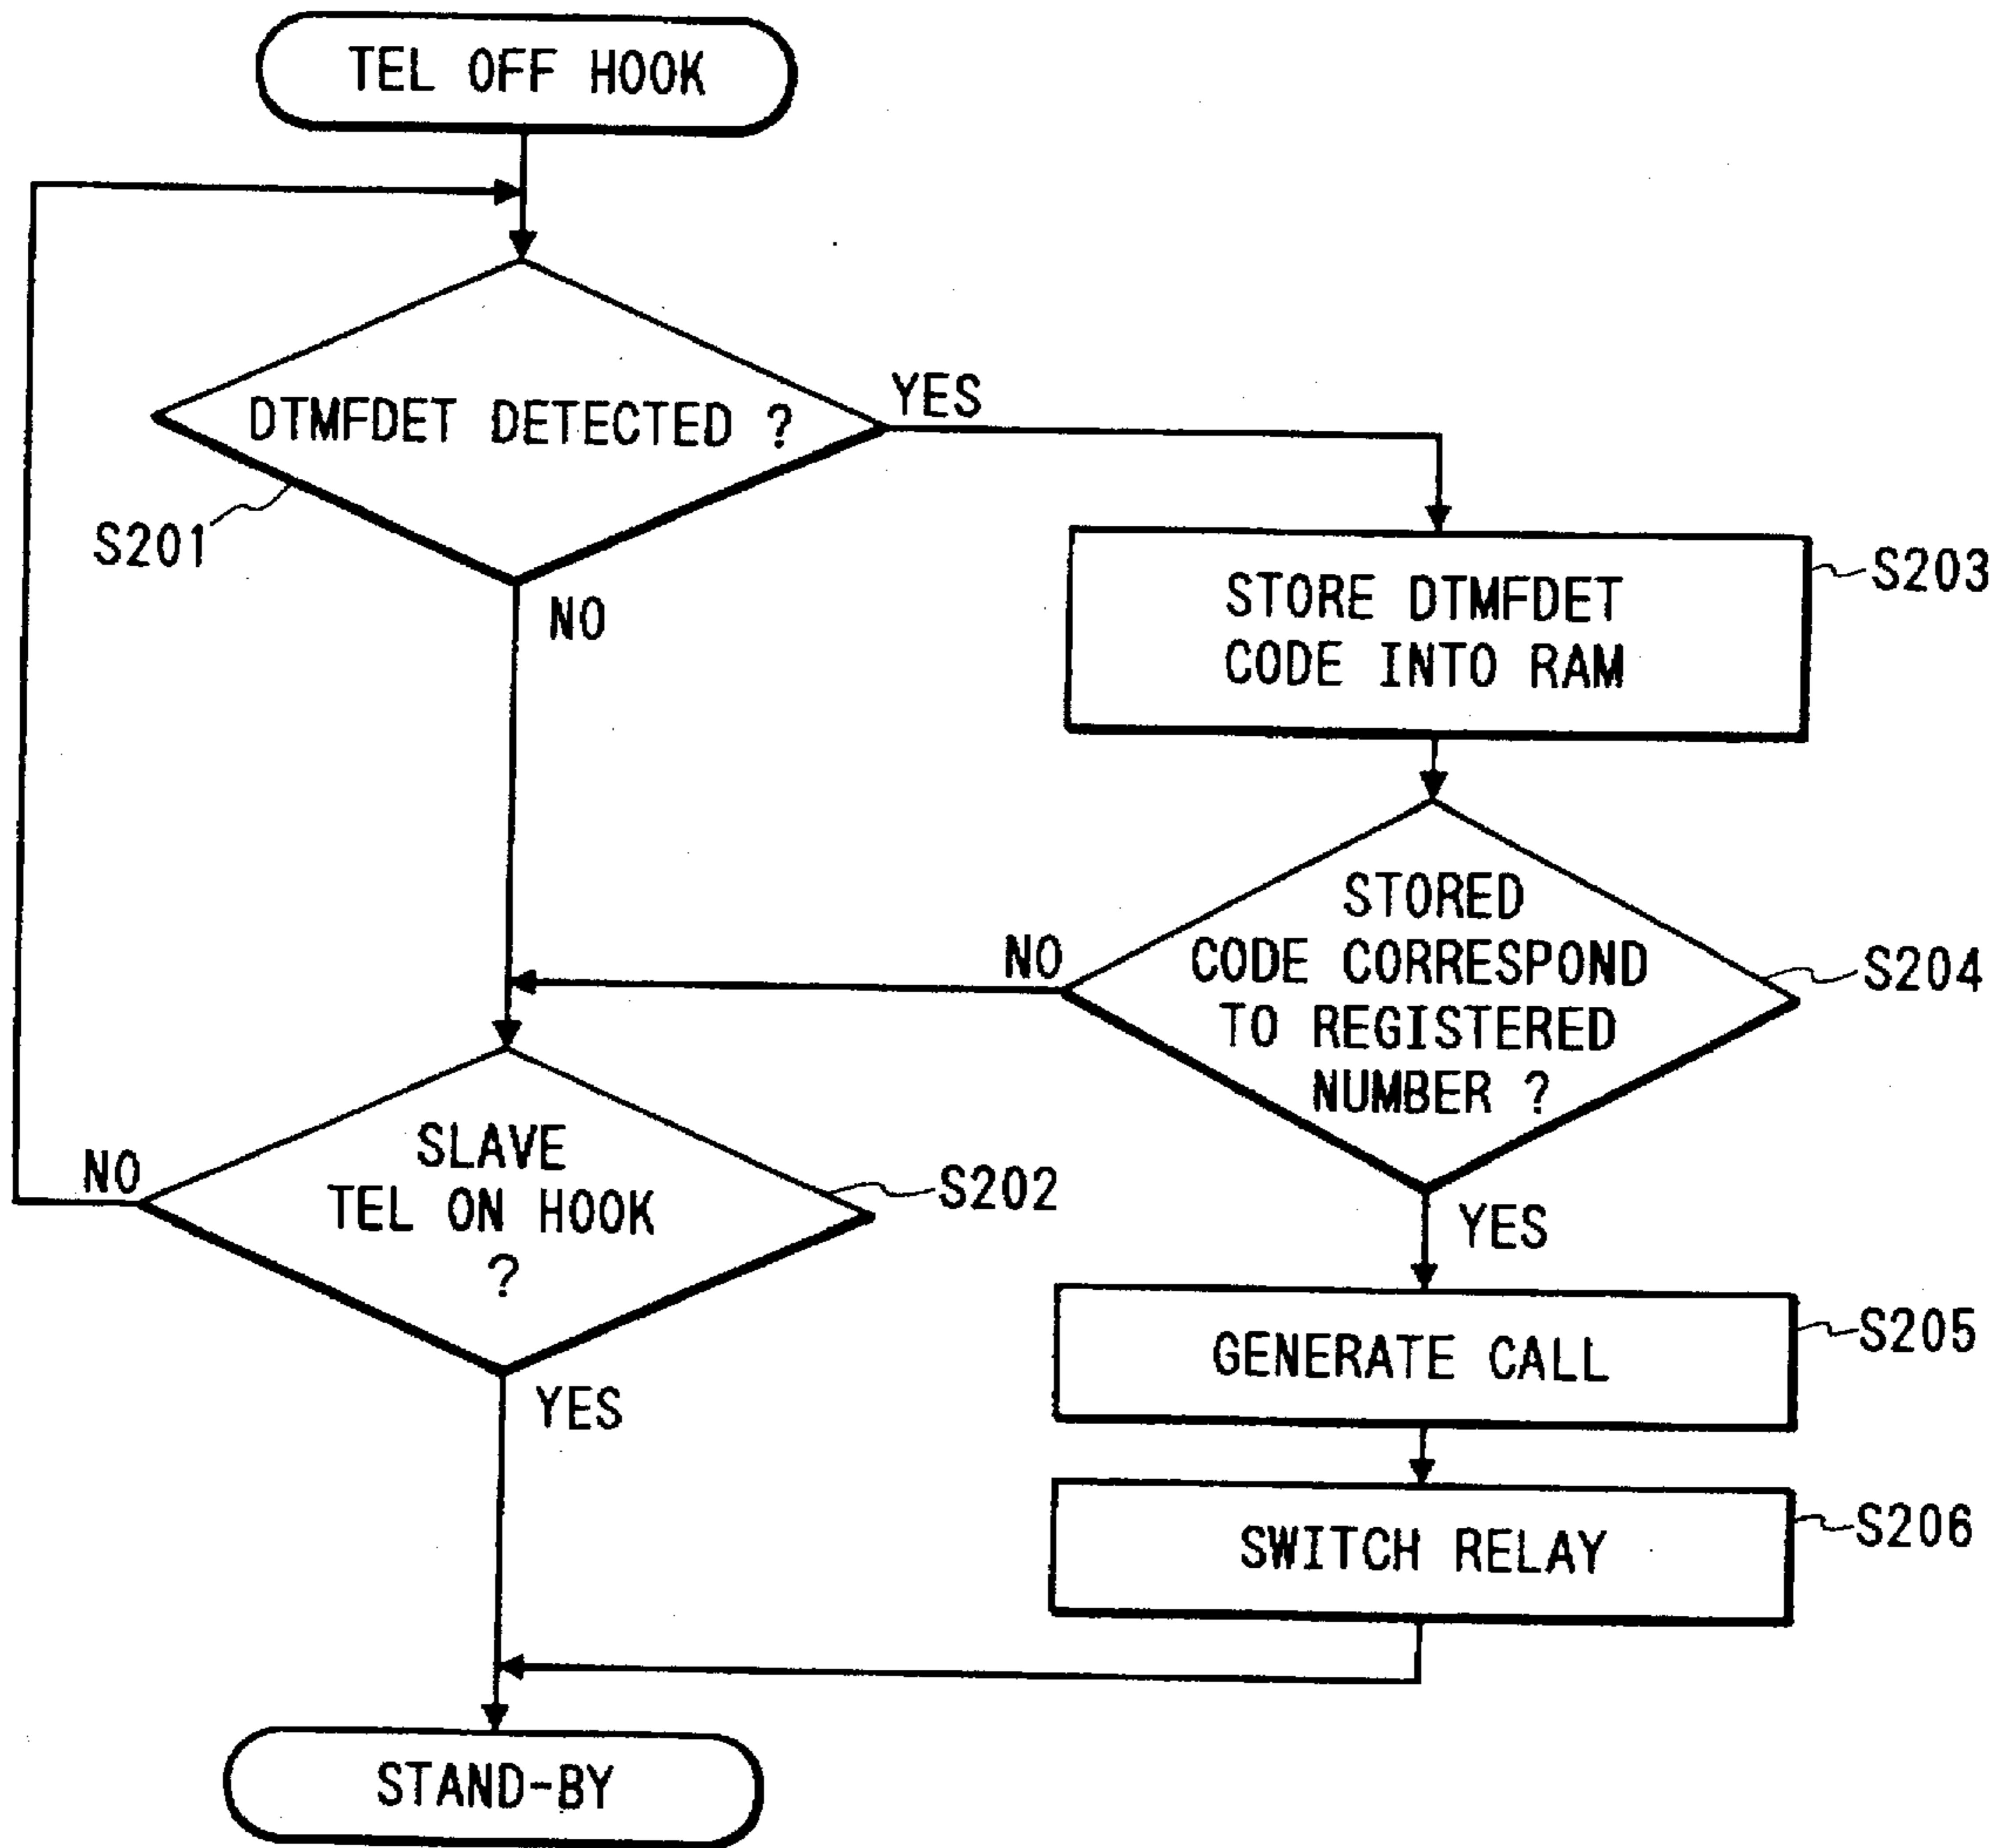 TEL OFF HOOK
DTMFDET DETECTED ?
YES
S201
NO
STORE DTMFDET
CODE INTO RAM
S203
STORED
CODE CORRESPOND
TO REGISTERED
NUMBER ?
NO
S204
YES
SLAVE
TEL ON HOOK
?
NO
S202
YES
GENERATE CALL
S205
SWITCH RELAY
S206
STAND-BY